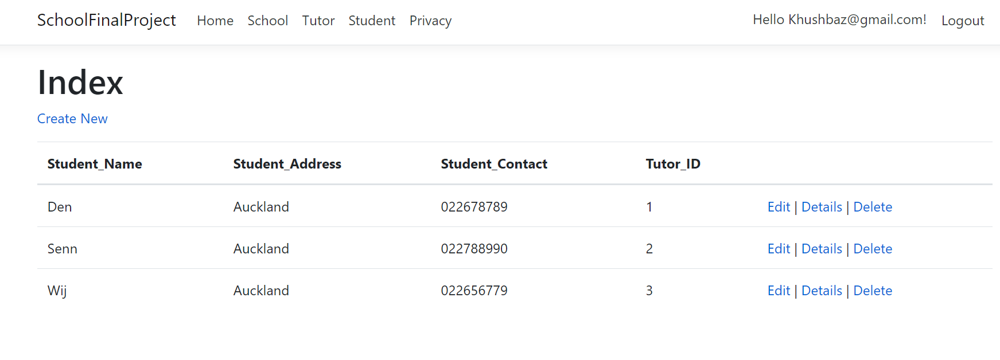 SchoolFinalProject Home School Tutor Student Privacy Hello Khushbaz@gmail.com! Logout
Index
Create New
Student_Name Student_Address Student_Contact Tutor_ID
Den Auckland 022678789 1 Edit | Details | Delete
Senn Auckland 022788990 2 Edit | Details | Delete
Wij Auckland 022656779 3 Edit | Details | Delete